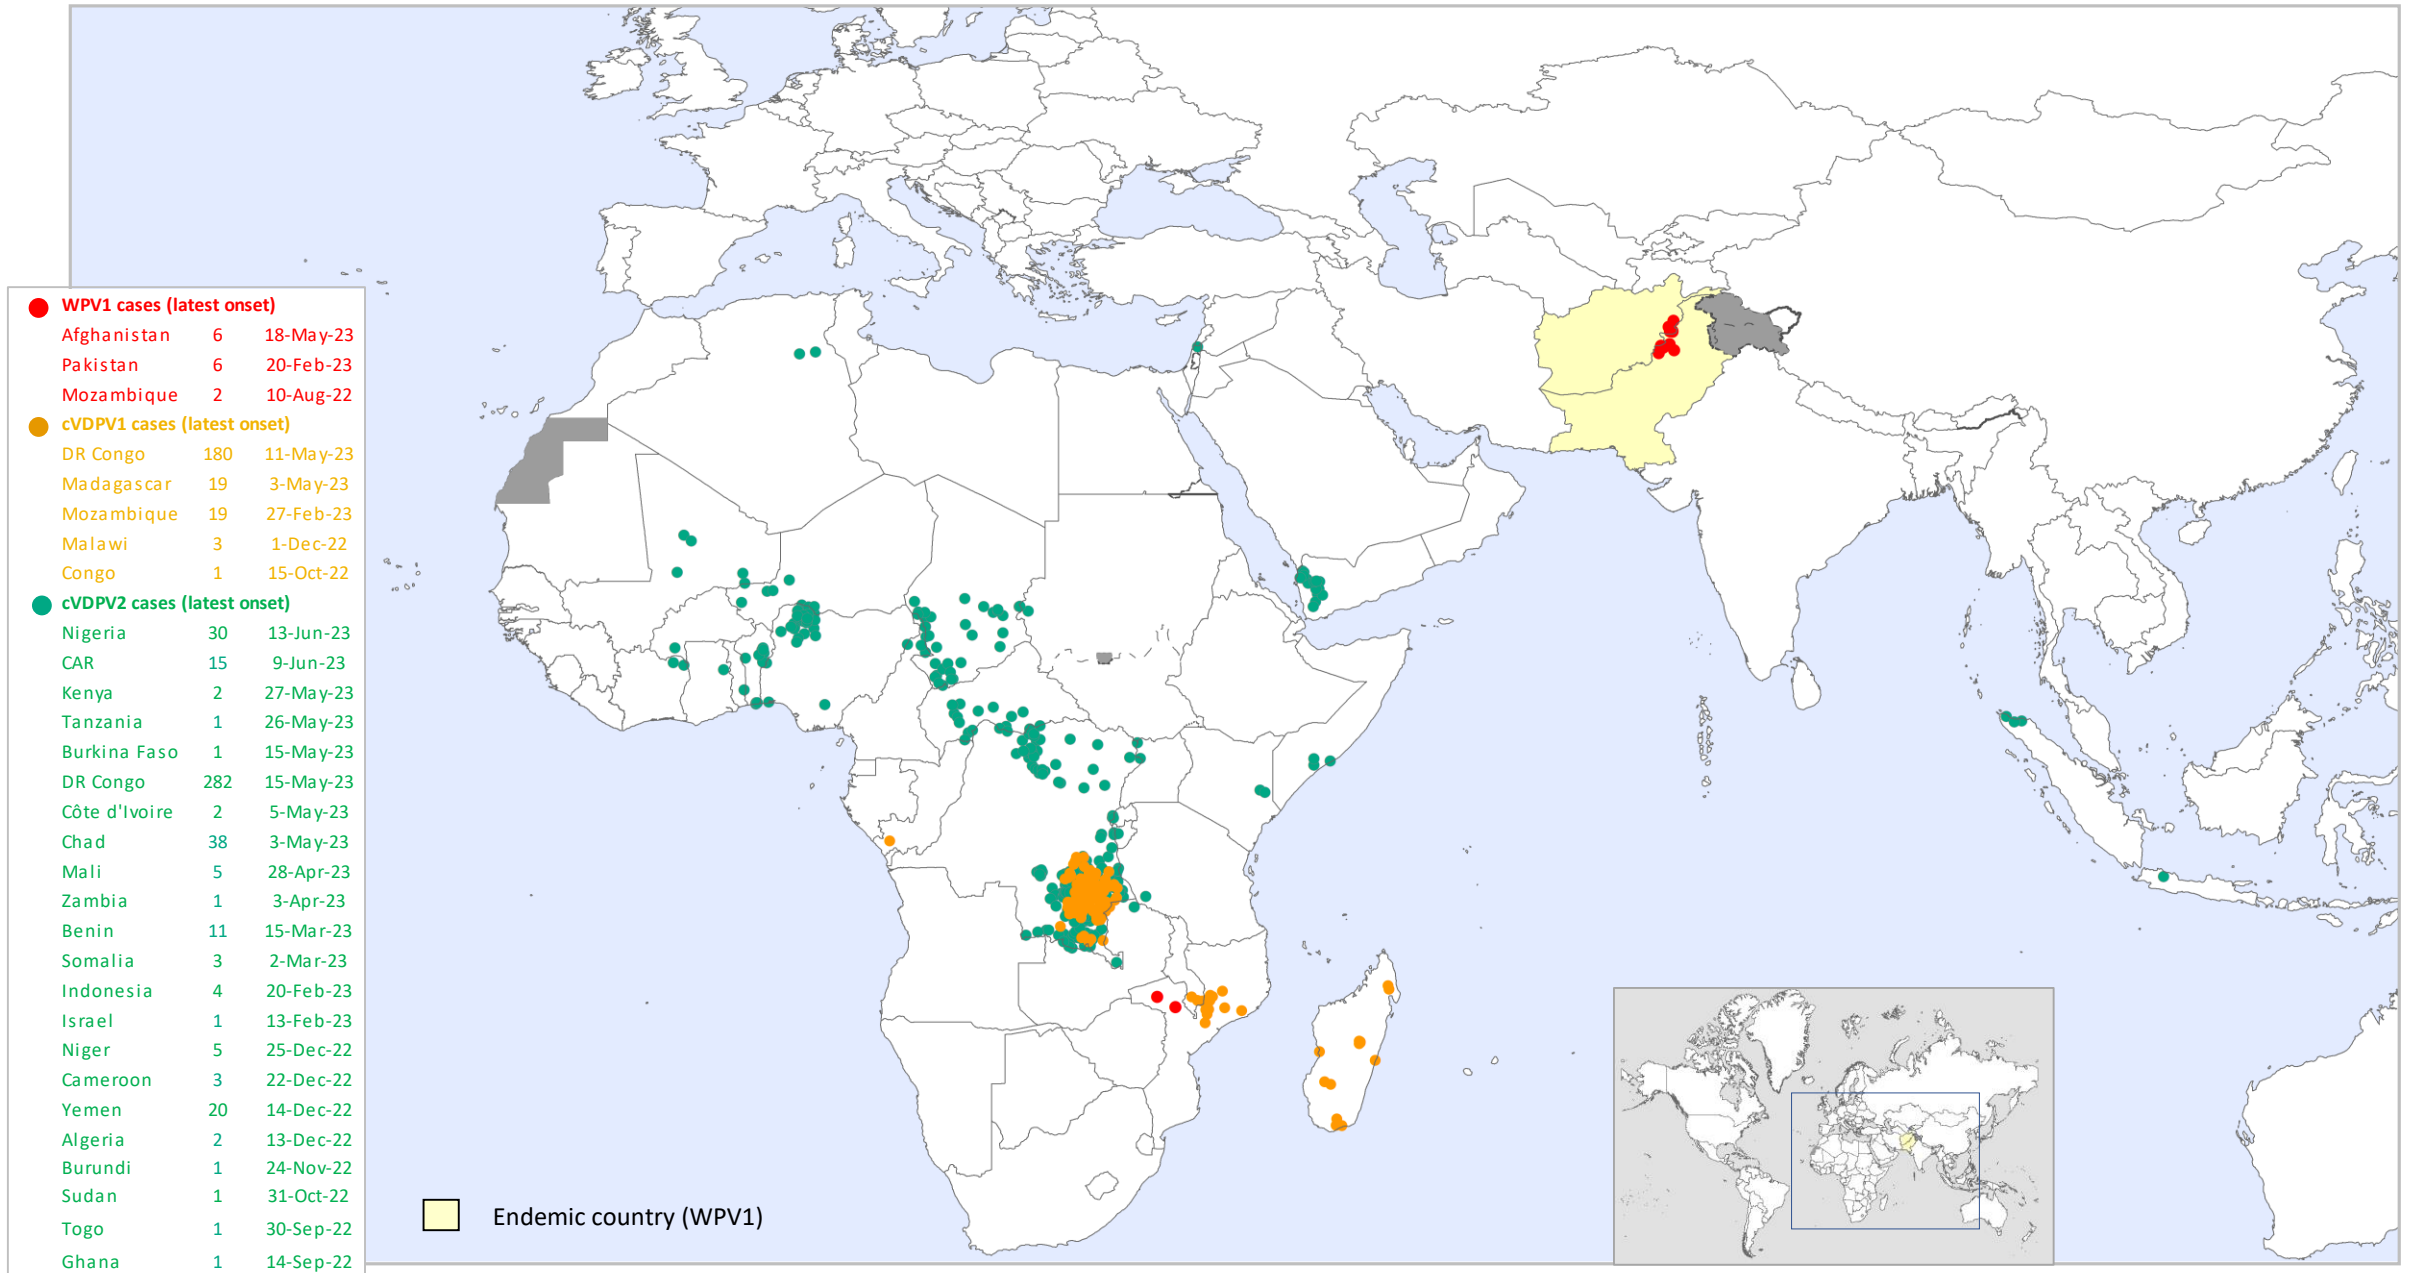 WPV1 cases (latest onset)
Afghanistan 6 18-May-23
Pakistan 6 20-Feb-23
Mozambique 2 10-Aug-22
cVDPV1 cases (latest onset)
DR Congo 180 11-May-23
Madagascar 19 3-May-23
Mozambique 19 27-Feb-23
Malawi 3 1-Dec-22
Congo 1 15-Oct-22
cVDPV2 cases (latest onset)
Nigeria 30 13-Jun-23
CAR 15 9-Jun-23
Kenya 2 27-May-23
Tanzania 1 26-May-23
Burkina Faso 1 15-May-23
DR Congo 282 15-May-23
Côte d'Ivoire 2 5-May-23
Chad 38 3-May-23
Mali 5 28-Apr-23
Zambia 1 3-Apr-23
Benin 11 15-Mar-23
Somalia 3 2-Mar-23
Indonesia 4 20-Feb-23
Israel 1 13-Feb-23
Niger 5 25-Dec-22
Cameroon 3 22-Dec-22
Yemen 20 14-Dec-22
Algeria 2 13-Dec-22
Burundi 1 24-Nov-22
Sudan 1 31-Oct-22
Togo 1 30-Sep-22
Ghana 1 14-Sep-22
Endemic country (WPV1)